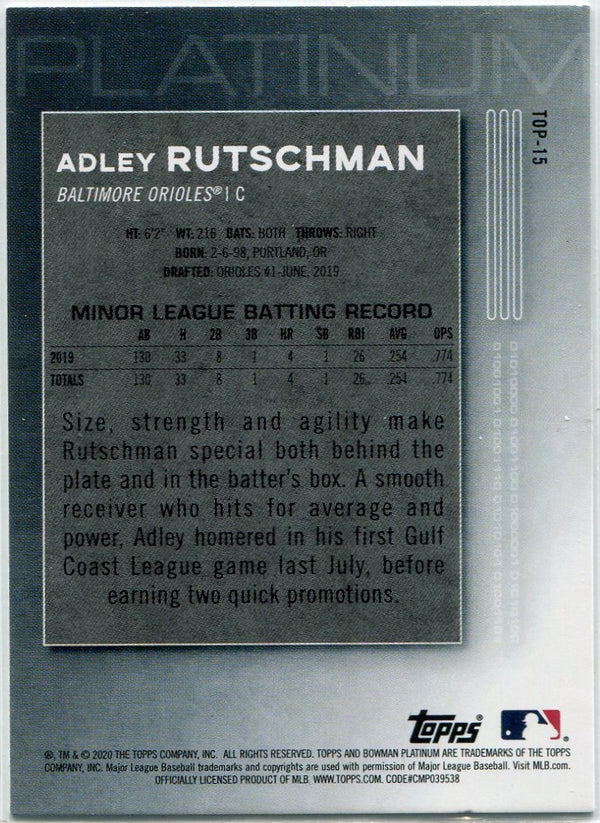 PLATINUM
TOP-15
ADLEY RUTSCHMAN
BALTIMORE ORIOLES® | C
HT: 6'2" WT: 216 BATS: BOTH THROWS: RIGHT
BORN: 2-6-98, PORTLAND, OR
DRAFTED: ORIOLES #1-JUNE, 2019
MINOR LEAGUE BATTING RECORD
AB H 2B 3B HR SB RBI AVG OPS
2019 130 33 8 1 4 1 26 .254 .774
TOTALS 130 33 8 1 4 1 26 .254 .774
Size, strength and agility make
Rutschman special both behind the
plate and in the batter's box. A smooth
receiver who hits for average and
power, Adley homered in his first Gulf
Coast League game last July, before
earning two quick promotions.
topps®
®, TM & © 2020 THE TOPPS COMPANY, INC. ALL RIGHTS RESERVED. TOPPS AND BOWMAN PLATINUM ARE TRADEMARKS OF THE TOPPS
COMPANY, INC. Major League Baseball trademarks and copyrights are used with permission of Major League Baseball. Visit MLB.com.
OFFICIALLY LICENSED PRODUCT OF MLB WWW.TOPPS.COM. CODE#CMP039538